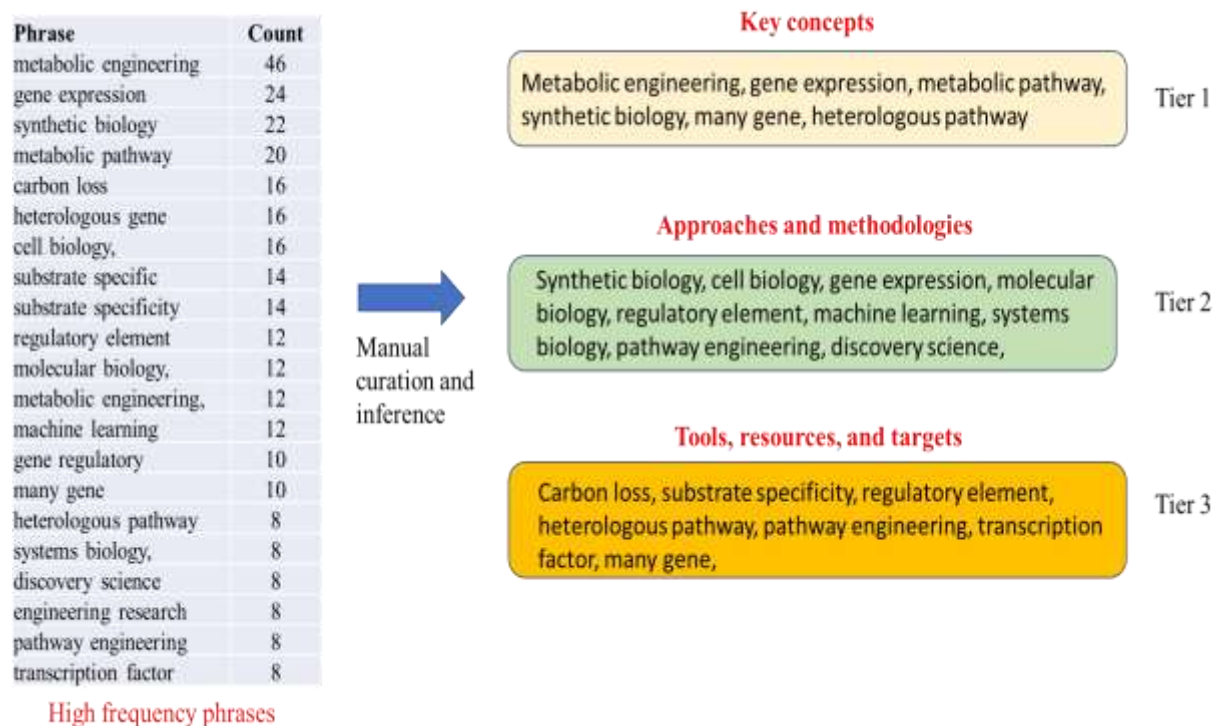 Phrase Count
metabolic engineering 46
gene expression 24
synthetic biology 22
metabolic pathway 20
carbon loss 16
heterologous gene 16
cell biology, 16
substrate specific 14
substrate specificity 14
regulatory element 12
molecular biology, 12
metabolic engineering, 12
machine learning 12
gene regulatory 10
many gene 10
heterologous pathway 8
systems biology, 8
discovery science 8
engineering research 8
pathway engineering 8
transcription factor 8
High frequency phrases
Manual
curation and
inference
Key concepts
Metabolic engineering, gene expression, metabolic pathway,
synthetic biology, many gene, heterologous pathway
Tier 1
Approaches and methodologies
Synthetic biology, cell biology, gene expression, molecular
biology, regulatory element, machine learning, systems
biology, pathway engineering, discovery science,
Tier 2
Tools, resources, and targets
Carbon loss, substrate specificity, regulatory element,
heterologous pathway, pathway engineering, transcription
factor, many gene,
Tier 3